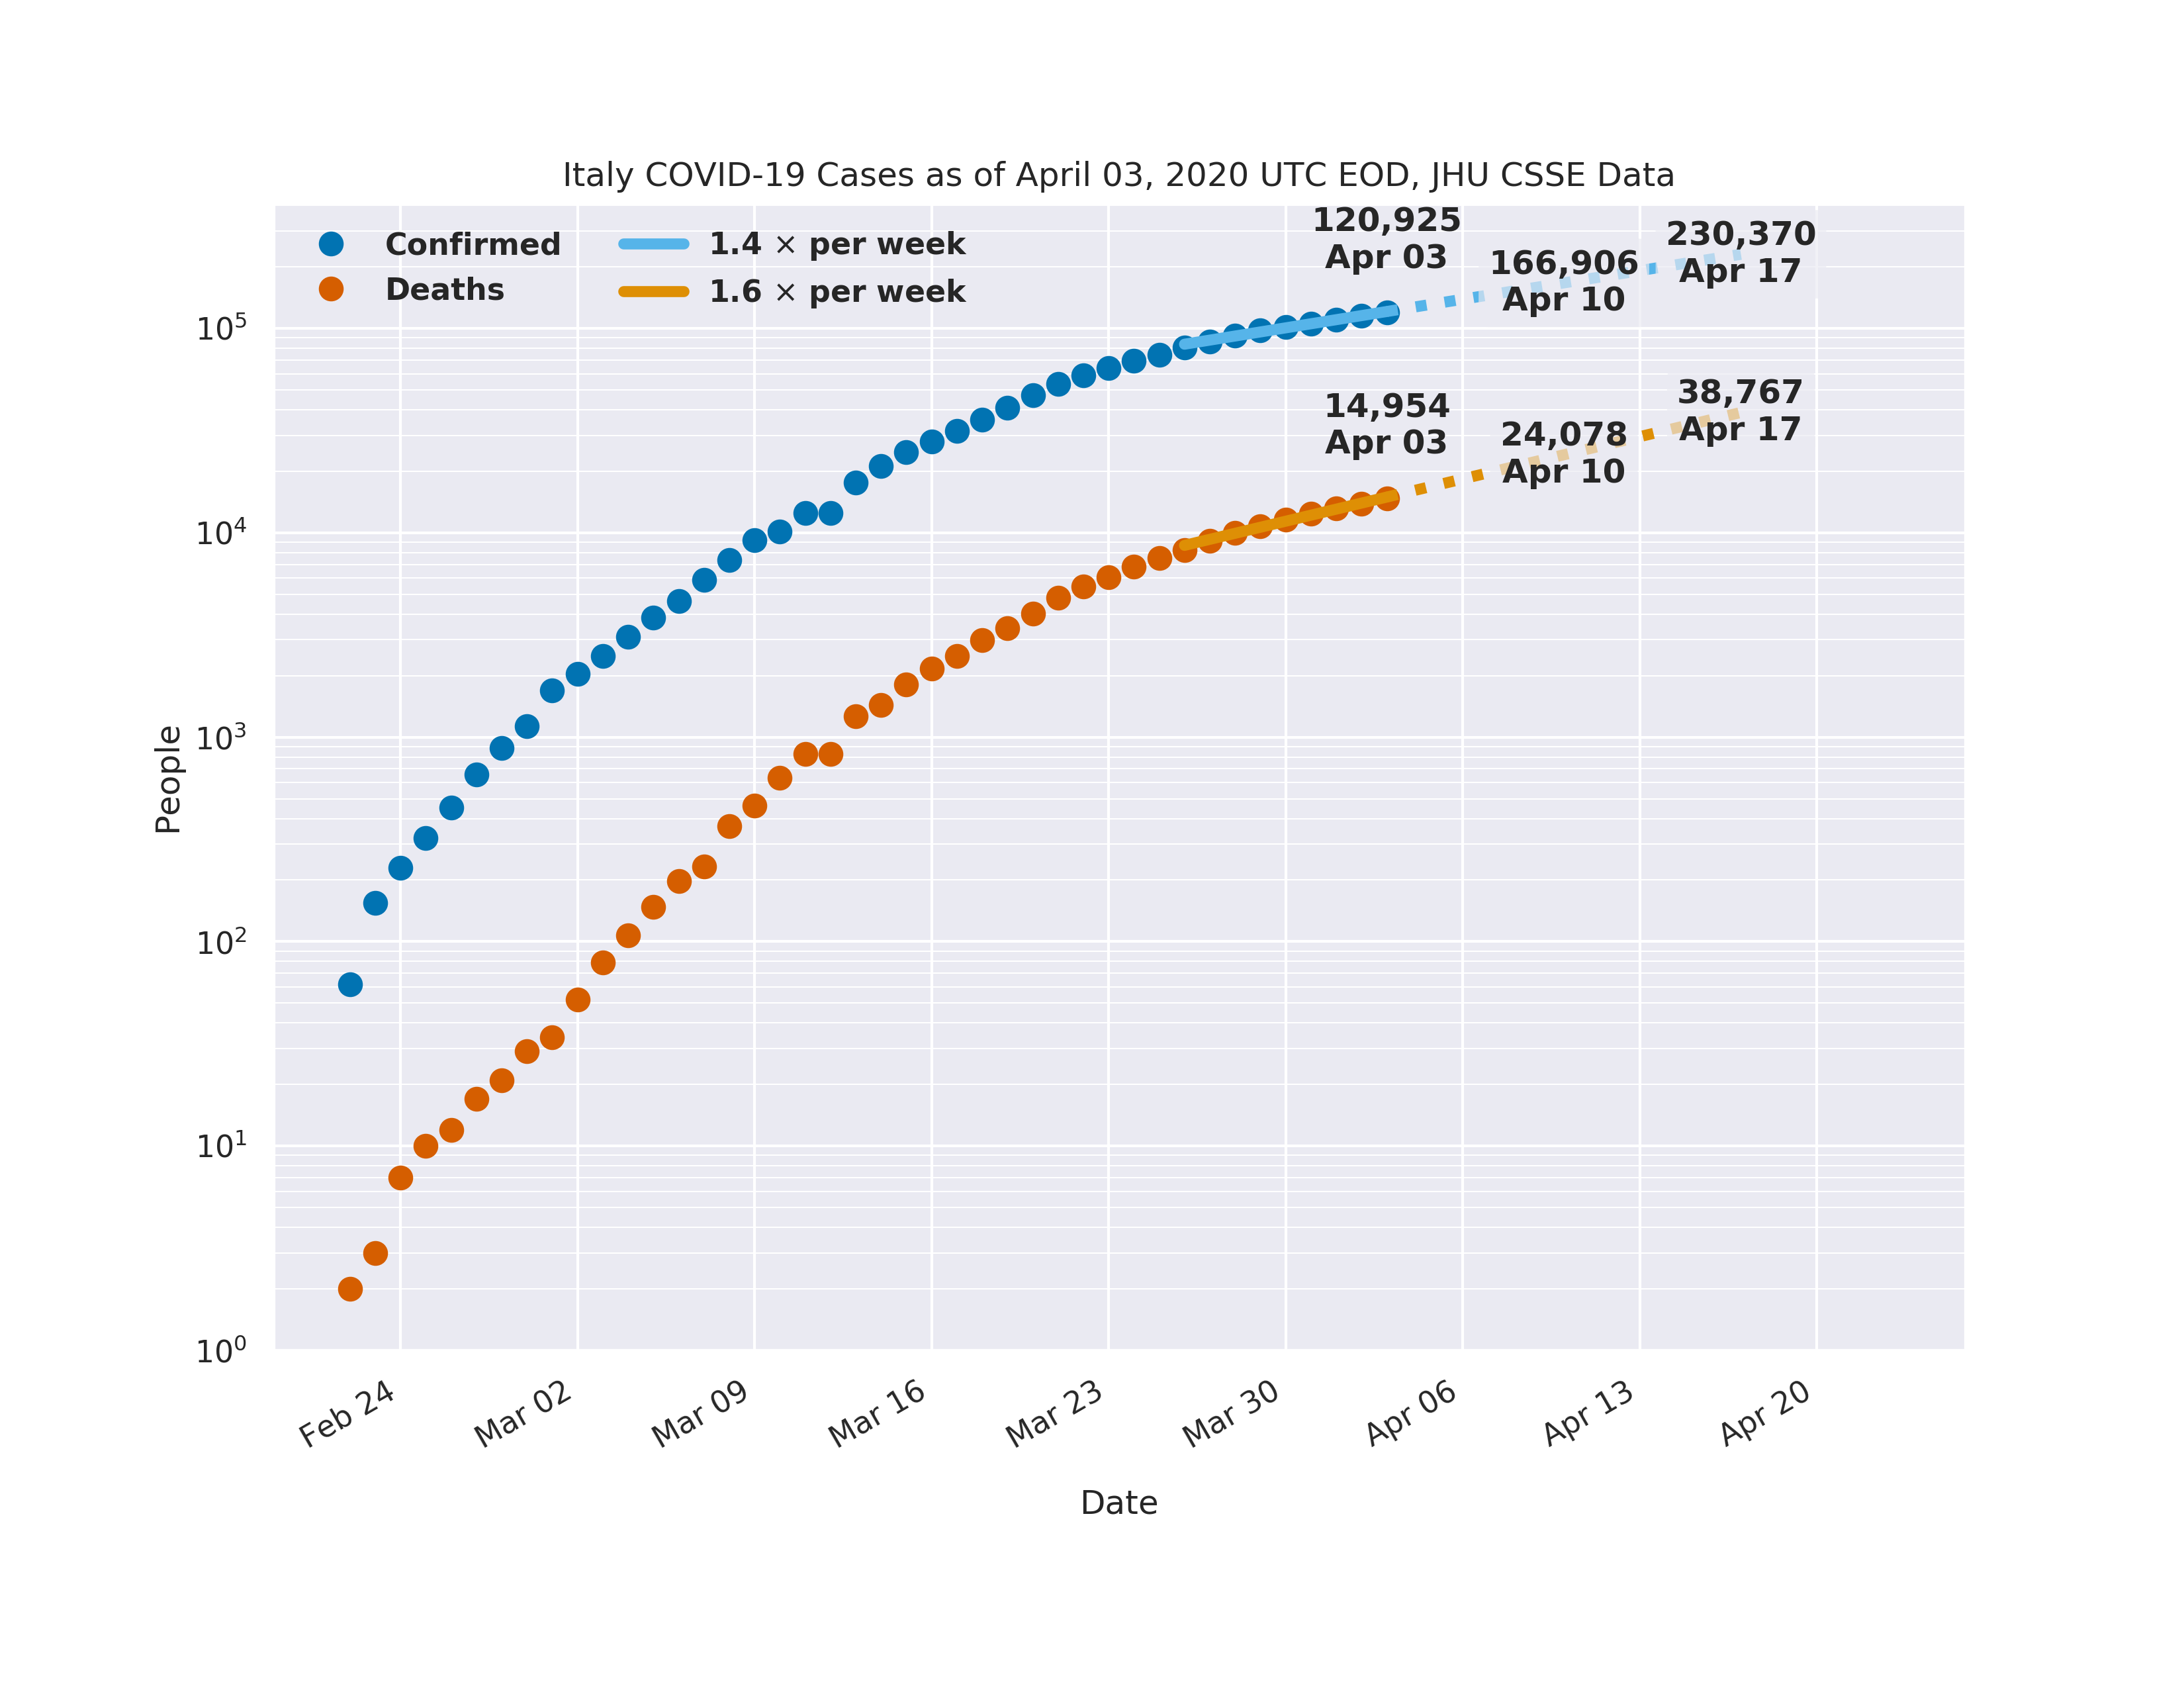 Italy COVID-19 Cases as of April 03, 2020 UTC EOD, JHU CSSE Data
Confirmed
Deaths
1.4 × per week
1.6 × per week
120,925
Apr 03
166,906
Apr 10
230,370
Apr 17
14,954
Apr 03
24,078
Apr 10
38,767
Apr 17
People
10⁵
10⁴
10³
10²
10¹
10⁰
Feb 24
Mar 02
Mar 09
Mar 16
Mar 23
Mar 30
Apr 06
Apr 13
Apr 20
Date